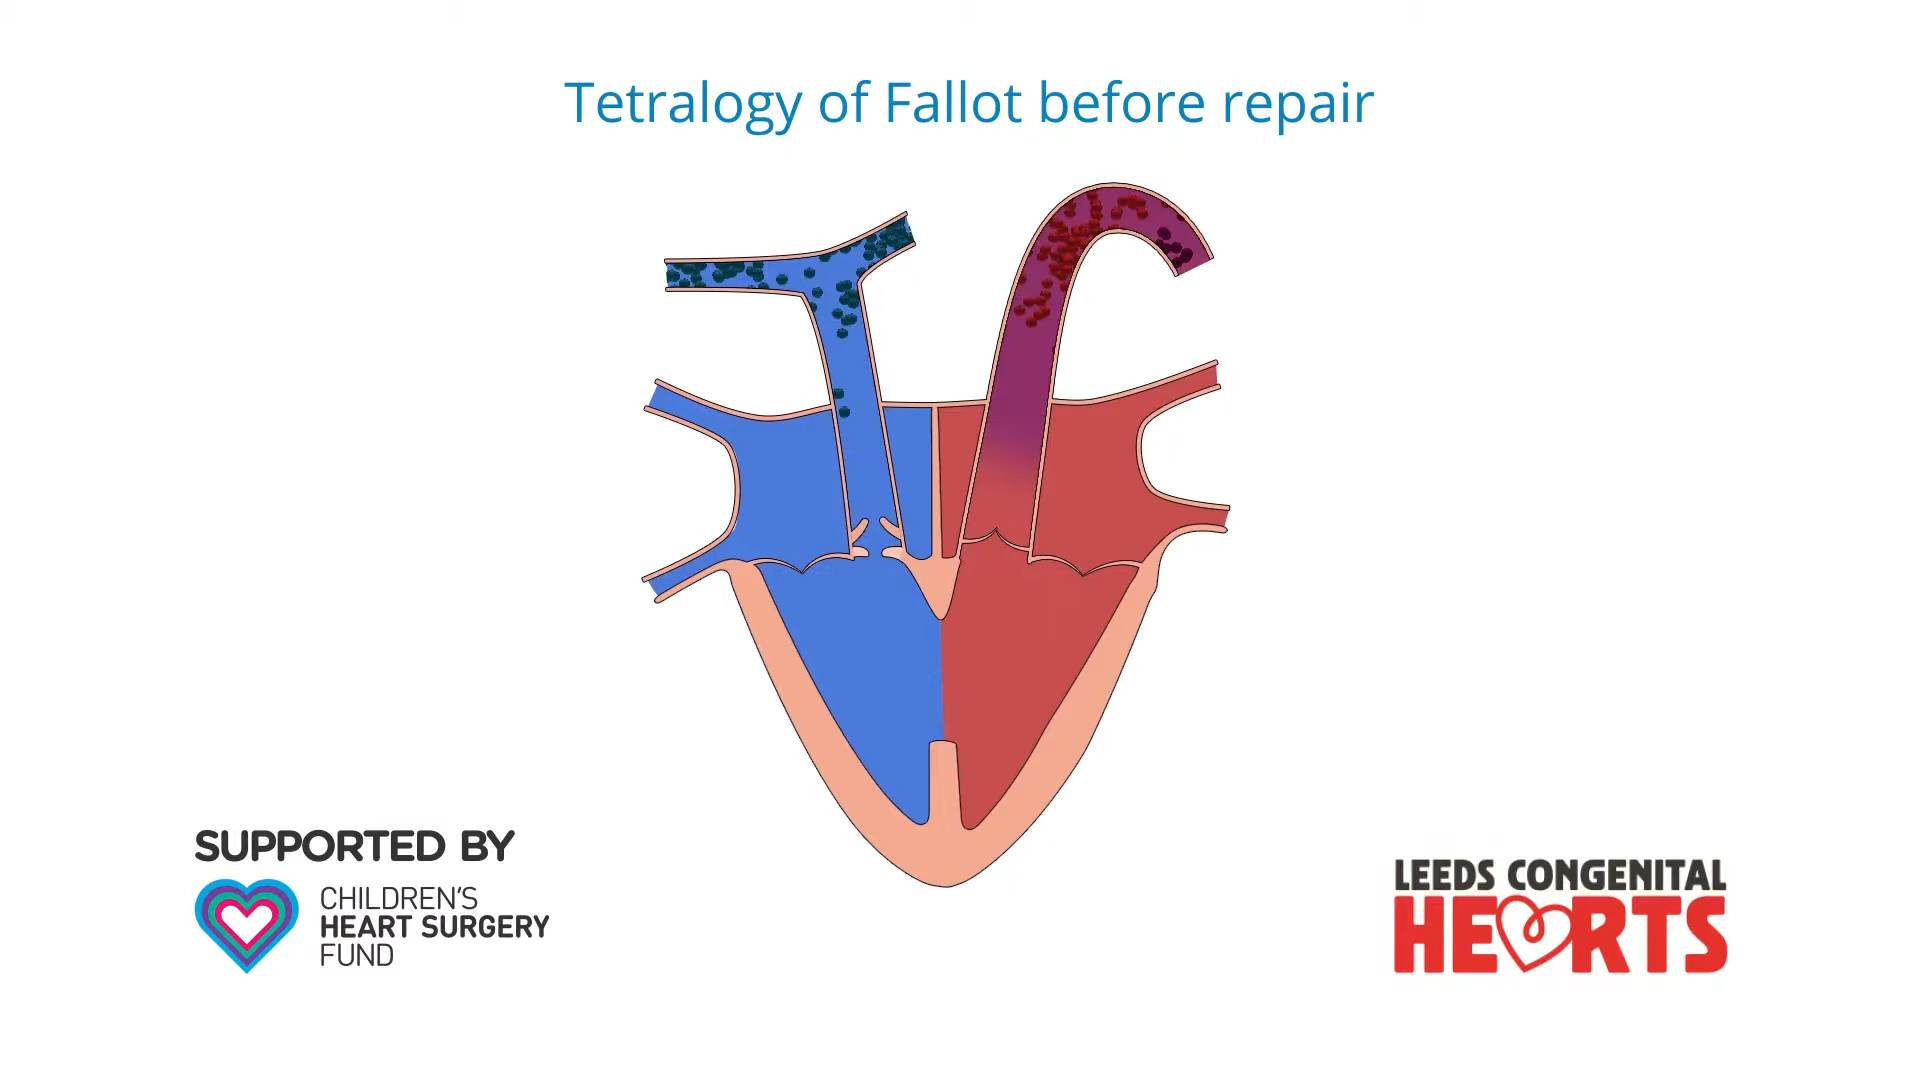 Tetralogy of Fallot before repair
SUPPORTED BY
CHILDREN'S
HEART SURGERY
FUND
LEEDS CONGENITAL
HEARTS